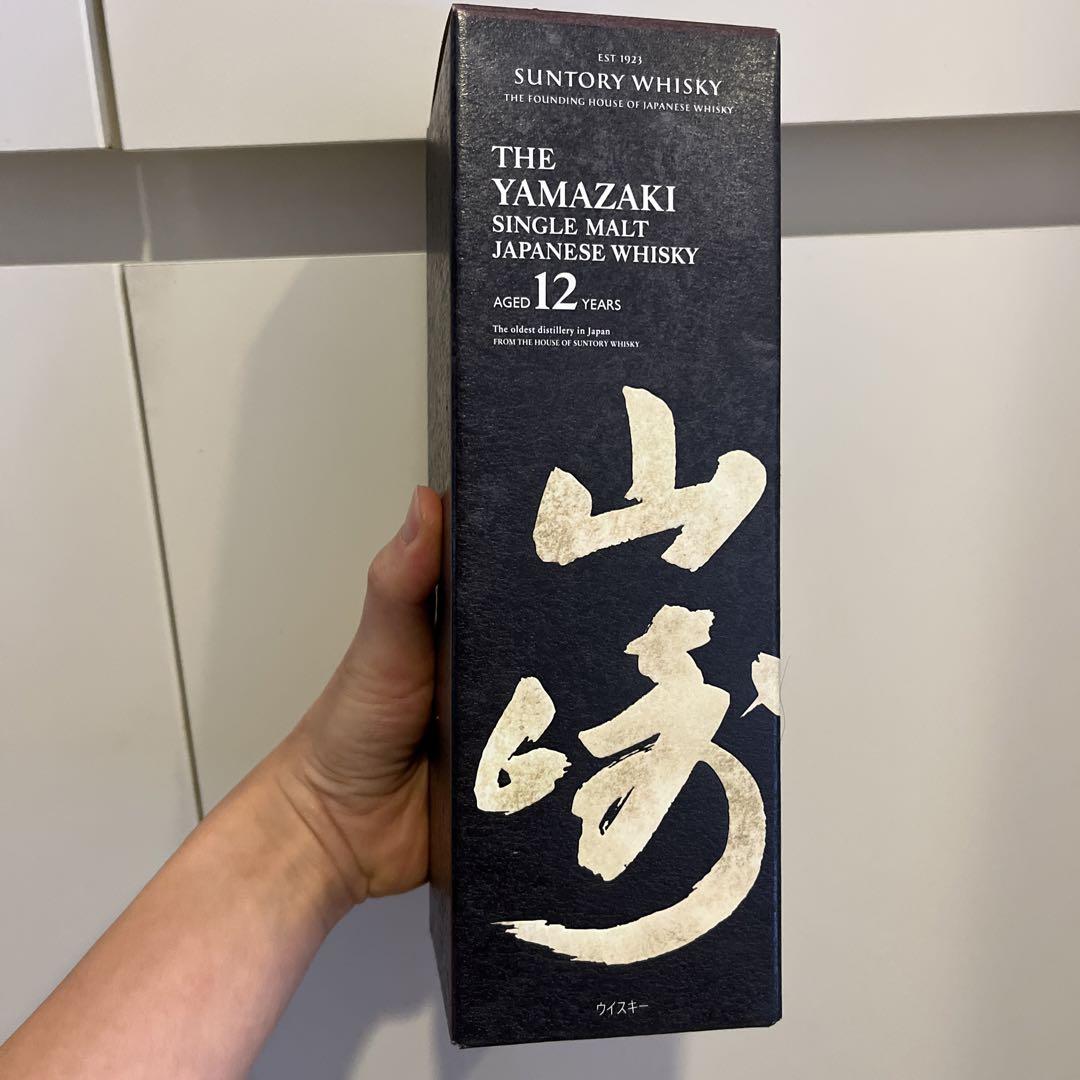 EST 1923
SUNTORY WHISKY
THE FOUNDING HOUSE OF JAPANESE WHISKY
THE
YAMAZAKI
SINGLE MALT
JAPANESE WHISKY
AGED 12 YEARS
The oldest distillery in Japan
FROM THE HOUSE OF SUNTORY WHISKY
山
崎
ウイスキー